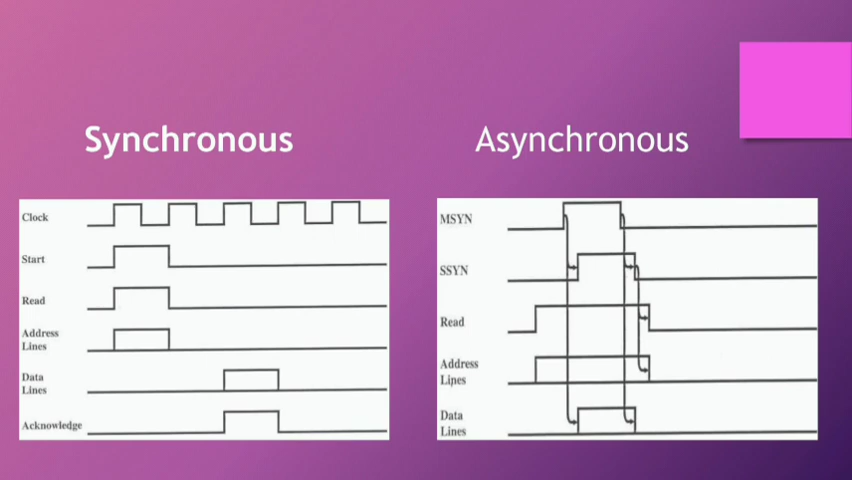 Synchronous
Asynchronous
Clock
Start
Read
Address
Lines
Data
Lines
Acknowledge
MSYN
SSYN
Read
Address
Lines
Data
Lines